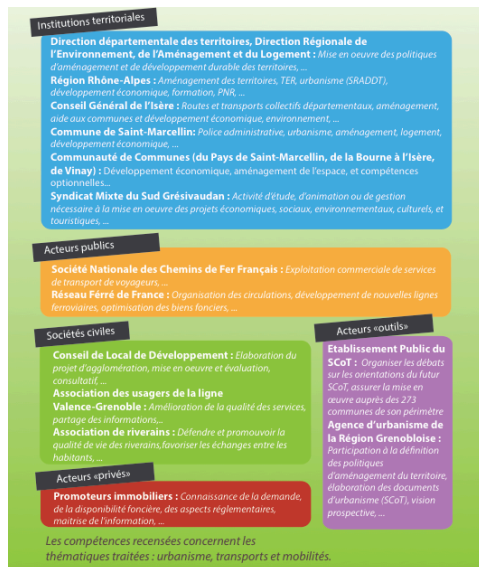 Institutions territoriales
Direction départementale des territoires, Direction Régionale de
l'Environnement, de l'Aménagement et du Logement : Mise en oeuvre des politiques
d'aménagement et de développement durable des territoires, ...
Région Rhône-Alpes : Aménagement des territoires, TER, urbanisme (SRADDT),
développement économique, formation, PNR, ...
Conseil Général de l'Isère : Routes et transports collectifs départementaux, aménagement,
aide aux communes et développement économique, environnement, ...
Commune de Saint-Marcellin: Police administrative, urbanisme, aménagement, logement,
développement économique, ...
Communauté de Communes (du Pays de Saint-Marcellin, de la Bourne à l'Isère,
de Vinay) : Développement économique, aménagement de l'espace, et compétences
optionnelles...
Syndicat Mixte du Sud Grésivaudan : Activité d'étude, d'animation ou de gestion
nécessaire à la mise en oeuvre des projets économiques, sociaux, environnementaux, culturels, et
touristiques, ...
Acteurs publics
Société Nationale des Chemins de Fer Français : Exploitation commerciale de services
de transport de voyageurs, ...
Réseau Férré de France : Organisation des circulations, développement de nouvelles lignes
ferroviaires, optimisation des biens fonciers, ...
Sociétés civiles
Conseil de Local de Développement : Elaboration du
projet d'agglomération, mise en oeuvre et évaluation,
consultatif, ...
Association des usagers de la ligne
Valence-Grenoble : Amélioration de la qualité des services,
partage des informations,..
Association de riverains : Défendre et promouvoir la
qualité de vie des riverains,favoriser les échanges entre les
habitants, ...
Acteurs «privés»
Promoteurs immobiliers : Connaissance de la demande,
de la disponibilité foncière, des aspects réglementaires,
maitrise de l'information, ...
Acteurs «outils»
Etablissement Public du
SCoT : Organiser les débats
sur les orientations du futur
SCoT, assurer la mise en
œuvre auprès des 273
communes de son périmètre
Agence d'urbanisme de
la Région Grenobloise :
Participation à la définition
des politiques
d'aménagement du territoire,
élaboration des documents
d'urbanisme (SCoT), vision
prospective, ...
Les compétences recensées concernent les
thématiques traitées : urbanisme, transports et mobilités.